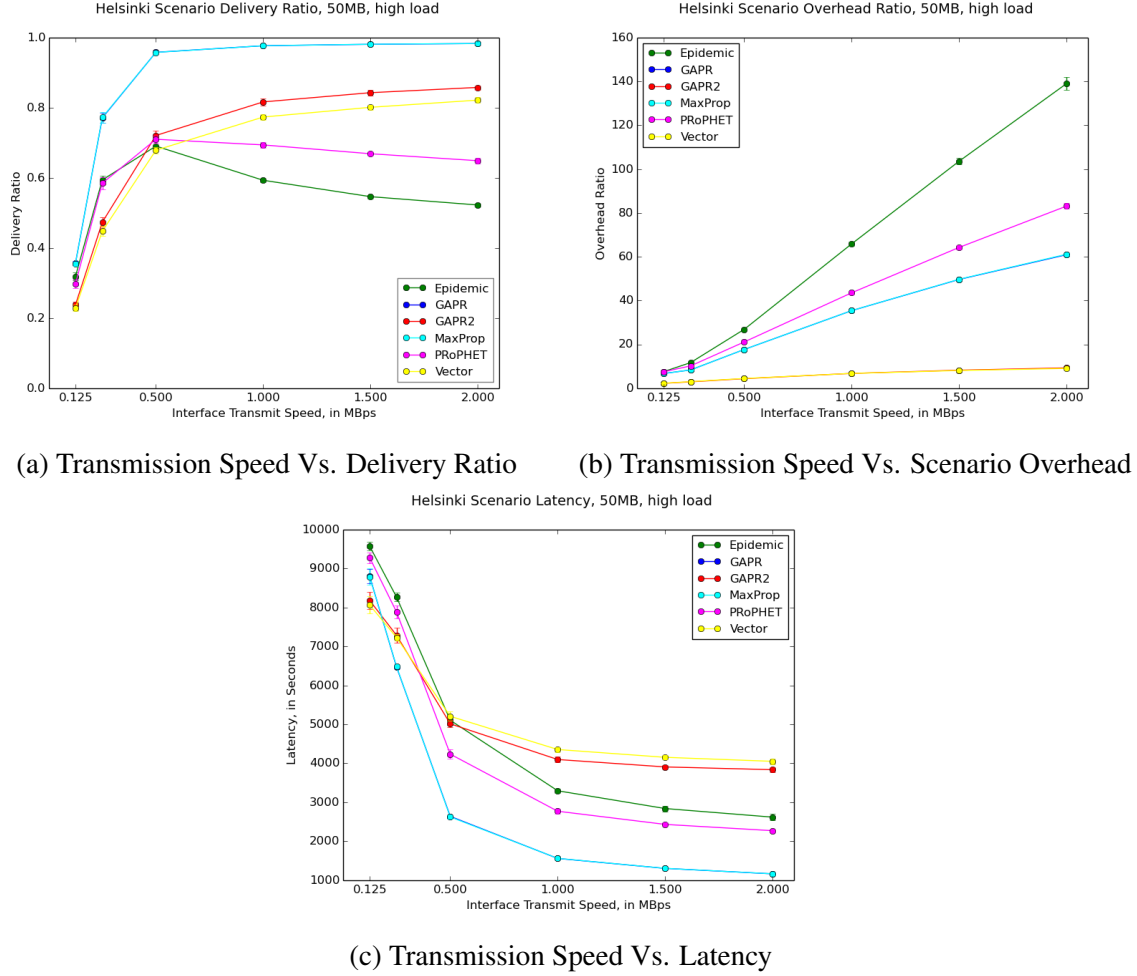 Helsinki Scenario Delivery Ratio, 50MB, high load
1.0
0.8
0.6
0.4
0.2
0.0
Delivery Ratio
Epidemic
GAPR
GAPR2
MaxProp
PRoPHET
Vector
0.125
0.500
1.000
1.500
2.000
Interface Transmit Speed, in MBps
(a) Transmission Speed Vs. Delivery Ratio
Helsinki Scenario Overhead Ratio, 50MB, high load
160
140
120
100
80
60
40
20
0
Overhead Ratio
Epidemic
GAPR
GAPR2
MaxProp
PRoPHET
Vector
0.125
0.500
1.000
1.500
2.000
Interface Transmit Speed, in MBps
(b) Transmission Speed Vs. Scenario Overhead
Helsinki Scenario Latency, 50MB, high load
10000
9000
8000
7000
6000
5000
4000
3000
2000
1000
Latency, in Seconds
Epidemic
GAPR
GAPR2
MaxProp
PRoPHET
Vector
0.125
0.500
1.000
1.500
2.000
Interface Transmit Speed, in MBps
(c) Transmission Speed Vs. Latency